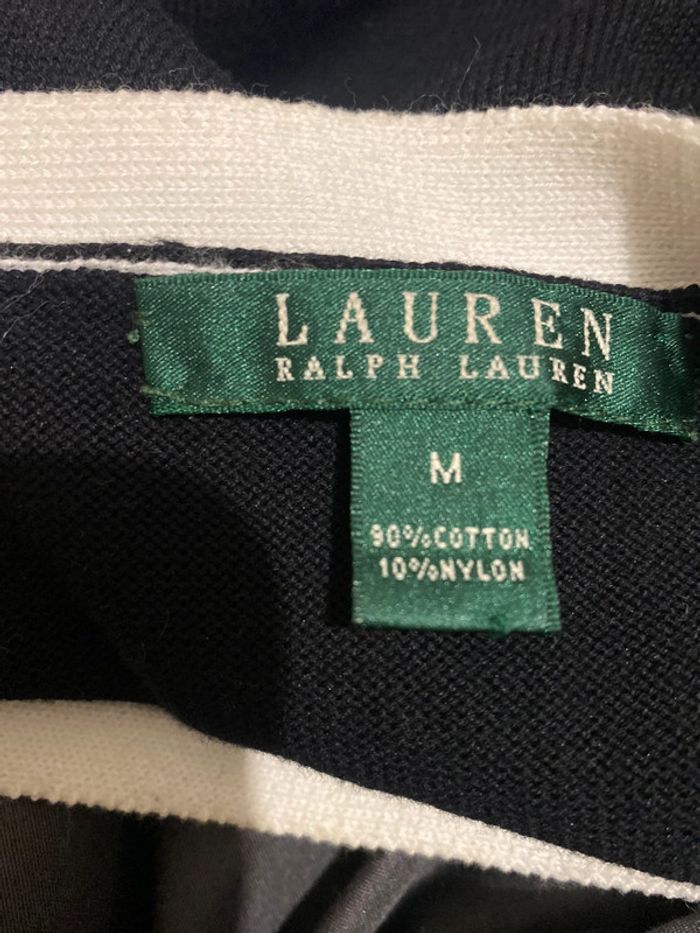 LAUREN
RALPH LAUREN
M
90%COTTON
10%NYLON